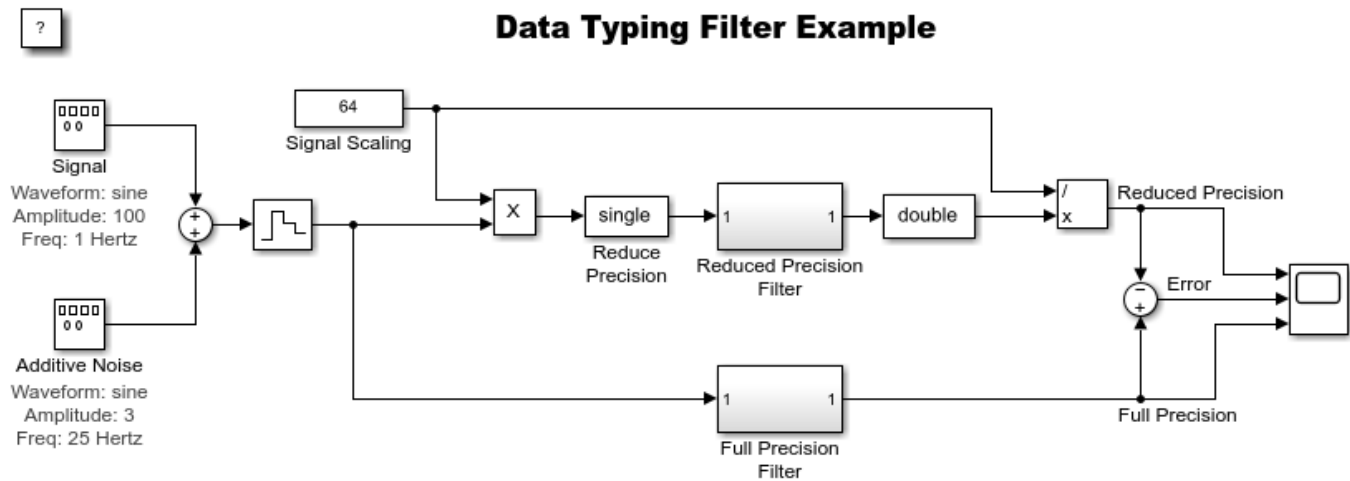 ?
Data Typing Filter Example
64
Signal Scaling
Signal
Waveform: sine
Amplitude: 100
Freq: 1 Hertz
+
+
X
single
Reduce
Precision
1 1
Reduced Precision
Filter
double
/
x
Reduced Precision
−
+
Error
Additive Noise
Waveform: sine
Amplitude: 3
Freq: 25 Hertz
1 1
Full Precision
Filter
Full Precision